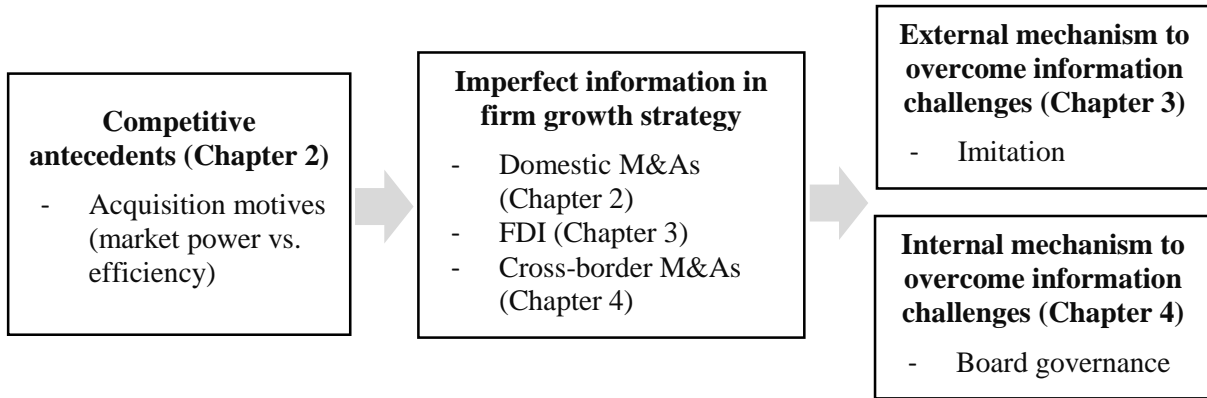 Competitive
antecedents (Chapter 2)
- Acquisition motives
(market power vs.
efficiency)
Imperfect information in
firm growth strategy
- Domestic M&As
(Chapter 2)
- FDI (Chapter 3)
- Cross-border M&As
(Chapter 4)
External mechanism to
overcome information
challenges (Chapter 3)
- Imitation
Internal mechanism to
overcome information
challenges (Chapter 4)
- Board governance